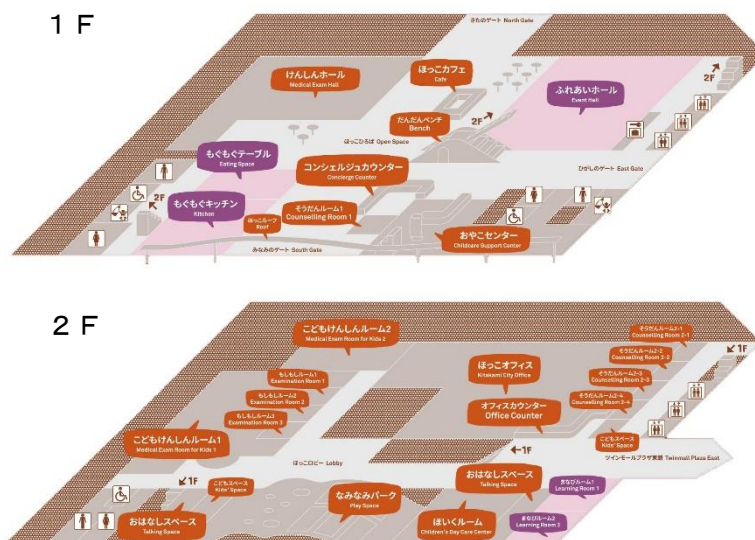 １F
きたのゲート North Gate
けんしんホール
Medical Exam Hall
ほっこカフェ
Cafe
2F
ふれあいホール
Event Hall
だんだんベンチ
Bench
2F
ほっこひろば Open Space
もぐもぐテーブル
Eating Space
コンシェルジュカウンター
Concierge Counter
ひがしのゲート East Gate
2F
もぐもぐキッチン
Kitchen
そうだんルーム1
Counselling Room 1
ほっこルーフ
Roof
おやこセンター
Childcare Support Center
みなみのゲート South Gate
２F
こどもけんしんルーム2
Medical Exam Room for Kids 2
そうだんルーム2-1
Counselling Room 2-1
1F
もしもしルーム1
Examination Room 1
ほっこオフィス
Kitakami City Office
そうだんルーム2-2
Counselling Room 2-2
もしもしルーム2
Examination Room 2
そうだんルーム2-3
Counselling Room 2-3
もしもしルーム3
Examination Room 3
オフィスカウンター
Office Counter
そうだんルーム2-4
Counselling Room 2-4
こどもけんしんルーム1
Medical Exam Room for Kids 1
こどもスペース
Kids' Space
←1F
ほっこロビー Lobby
ツインモールプラザ東館 Twinmall Plaza East
1F
こどもスペース
Kids' Space
なみなみパーク
Play Space
おはなしスペース
Talking Space
まなびルーム1
Learning Room 1
おはなしスペース
Talking Space
ほいくルーム
Children's Day Care Center
まなびルーム2
Learning Room 2